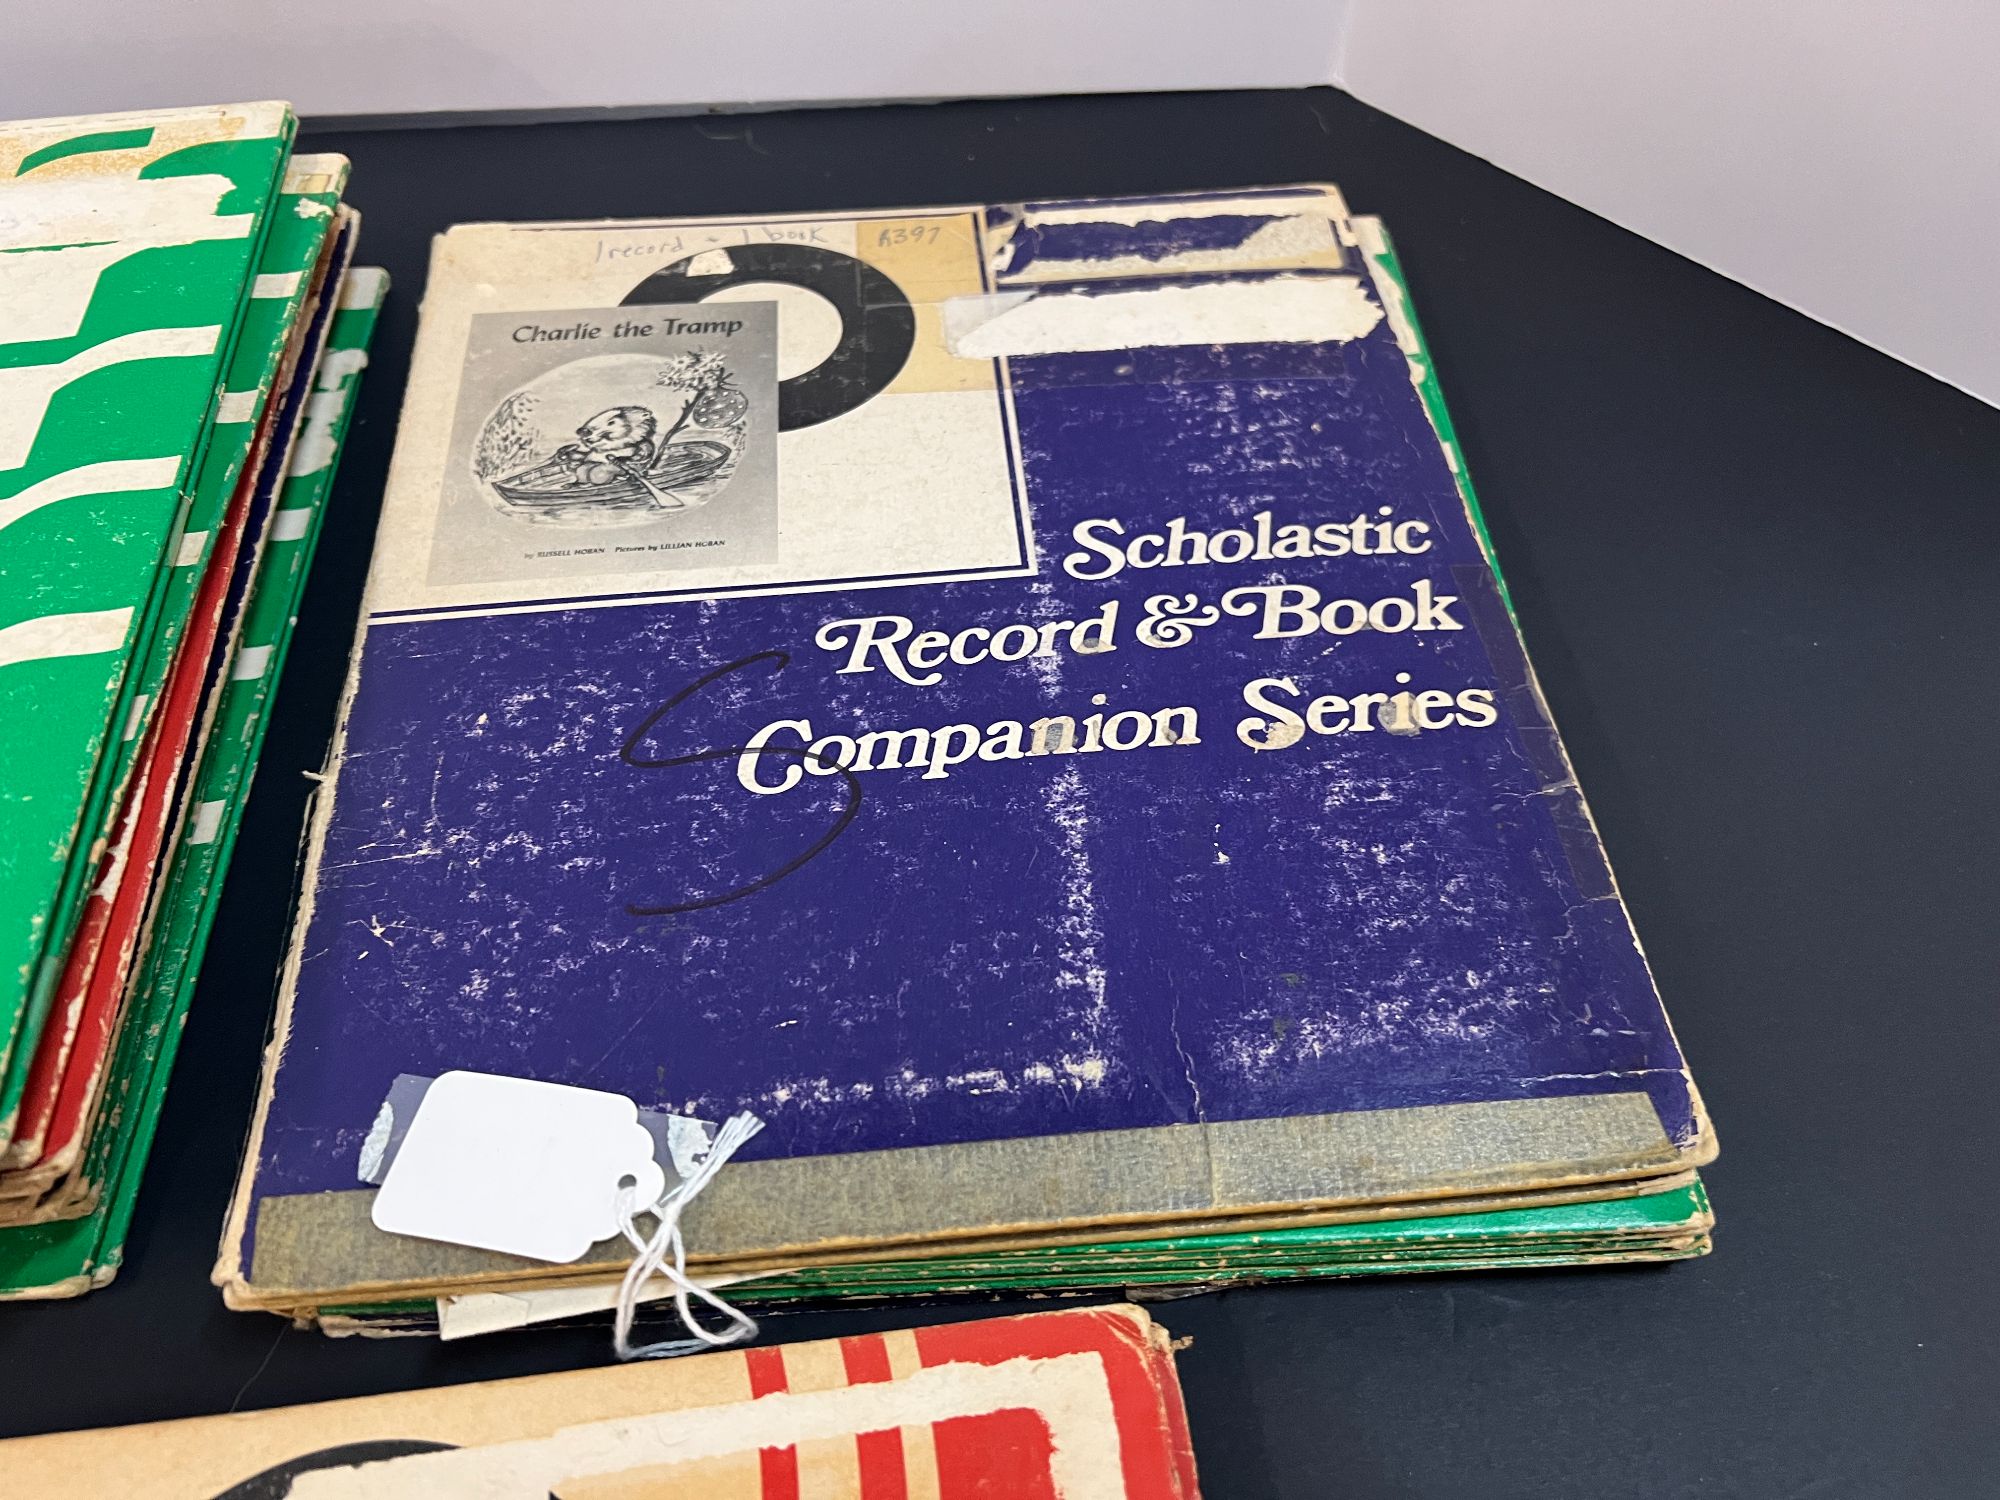 1 record - 1 book
R397
Charlie the Tramp
by RUSSELL HOBAN Pictures by LILLIAN HOBAN
Scholastic
Record & Book
Companion Series
S